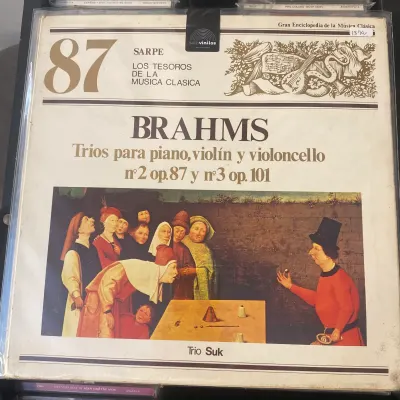 Gran Enciclopedia de la Música Clásica
87
SARPE
LOS TESOROS
DE LA
MUSICA CLASICA
BRAHMS
Trios para piano, violín y violoncello
nº2 op.87 y nº3 op.101
Trio Suk